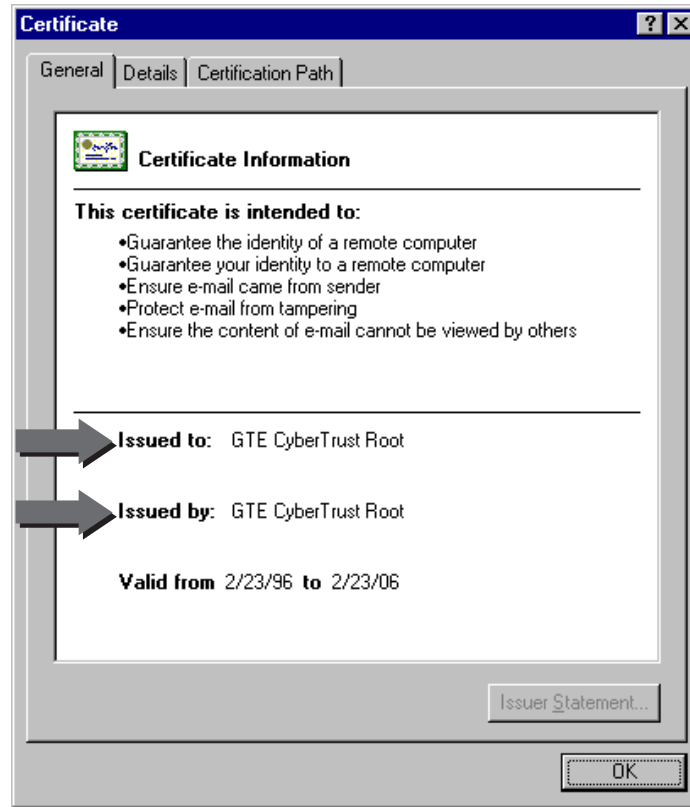 Certificate
General Details Certification Path
Certificate Information
This certificate is intended to:
•Guarantee the identity of a remote computer
•Guarantee your identity to a remote computer
•Ensure e-mail came from sender
•Protect e-mail from tampering
•Ensure the content of e-mail cannot be viewed by others
Issued to: GTE CyberTrust Root
Issued by: GTE CyberTrust Root
Valid from 2/23/96 to 2/23/06
Issuer Statement...
OK